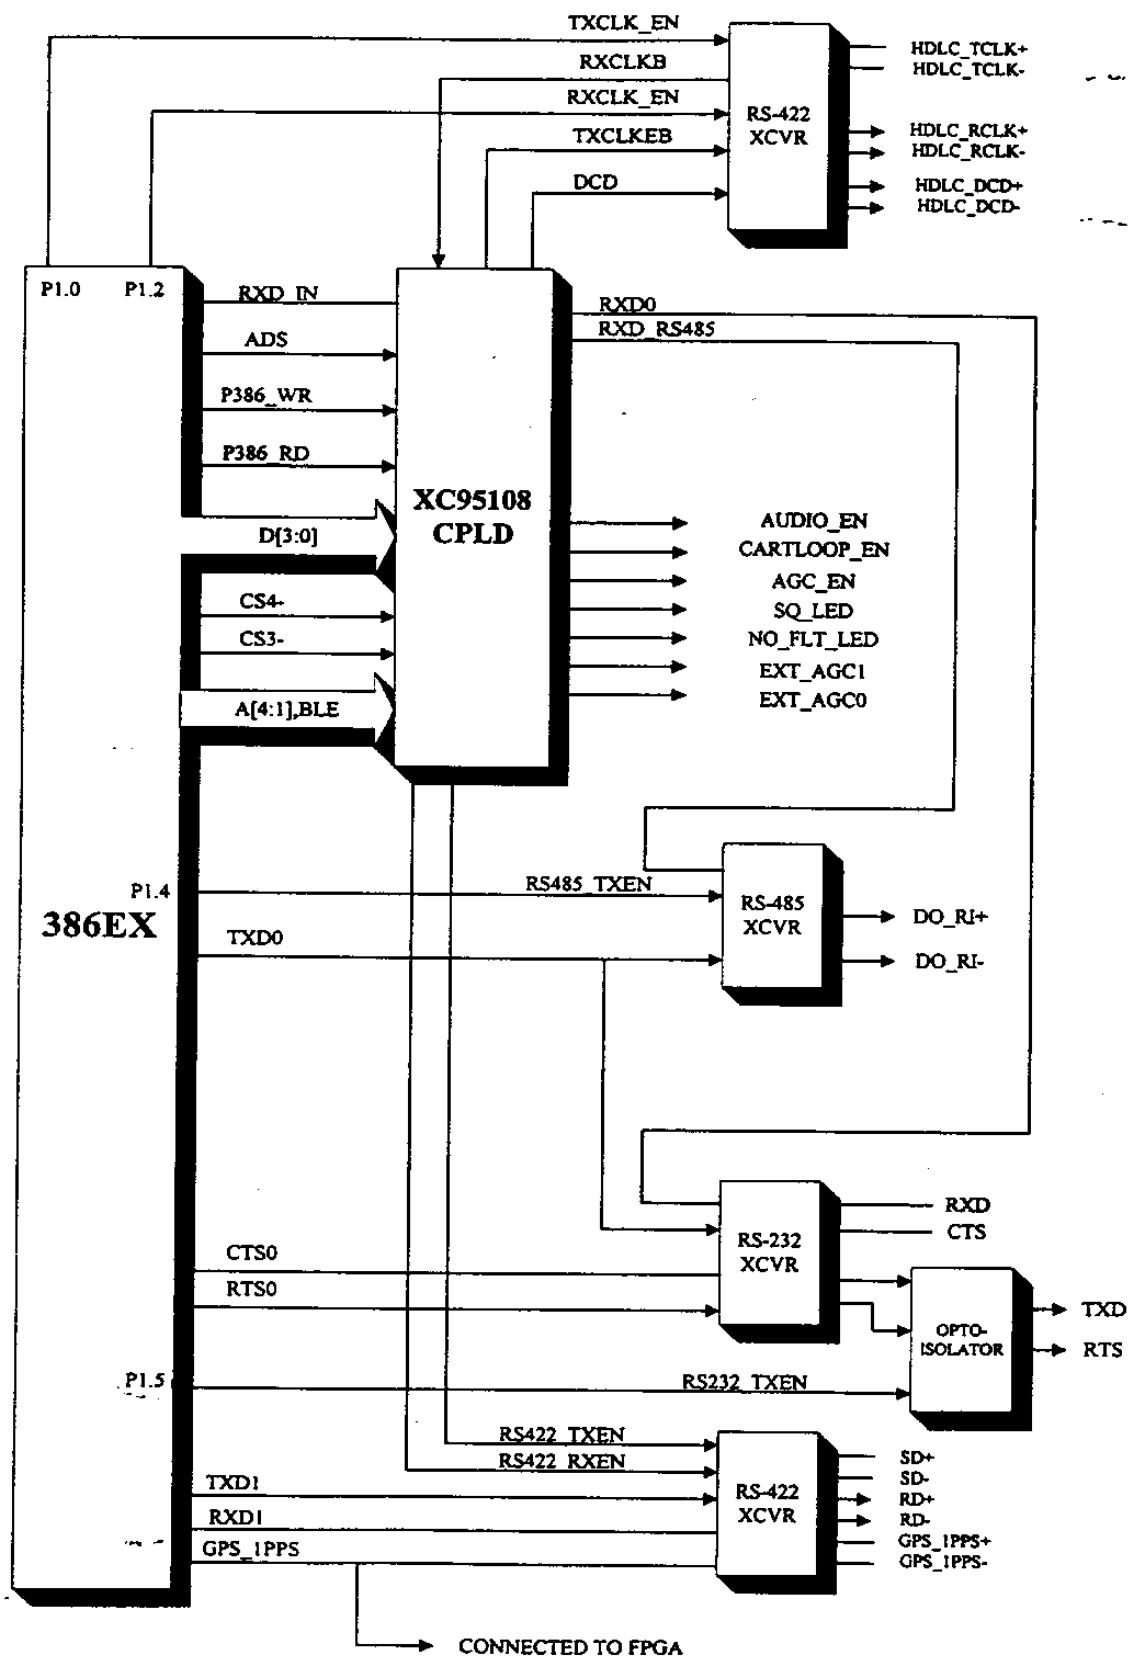 TXCLK_EN
RXCLKB
RXCLK_EN
TXCLKEB
DCD
RS-422
XCVR
HDLC_TCLK+
HDLC_TCLK-
HDLC_RCLK+
HDLC_RCLK-
HDLC_DCD+
HDLC_DCD-
P1.0
P1.2
RXD_IN
ADS
P386_WR
P386_RD
D[3:0]
CS4-
CS3-
A[4:1],BLE
XC95108
CPLD
RXD0
RXD_RS485
AUDIO_EN
CARTLOOP_EN
AGC_EN
SQ_LED
NO_FLT_LED
EXT_AGC1
EXT_AGC0
P1.4
386EX
RS485_TXEN
TXD0
RS-485
XCVR
DO_RI+
DO_RI-
CTS0
RTS0
RS-232
XCVR
RXD
CTS
OPTO-
ISOLATOR
TXD
RTS
P1.5
RS232_TXEN
RS422_TXEN
RS422_RXEN
TXD1
RXD1
GPS_1PPS
RS-422
XCVR
SD+
SD-
RD+
RD-
GPS_1PPS+
GPS_1PPS-
CONNECTED TO FPGA